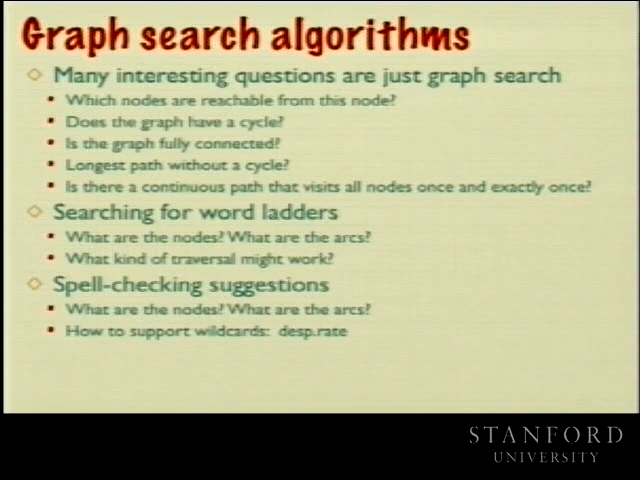 Graph search algorithms
Many interesting questions are just graph search
Which nodes are reachable from this node?
Does the graph have a cycle?
Is the graph fully connected?
Longest path without a cycle?
Is there a continuous path that visits all nodes once and exactly once?
Searching for word ladders
What are the nodes? What are the arcs?
What kind of traversal might work?
Spell-checking suggestions
What are the nodes? What are the arcs?
How to support wildcards: desp.rate
STANFORD
UNIVERSITY